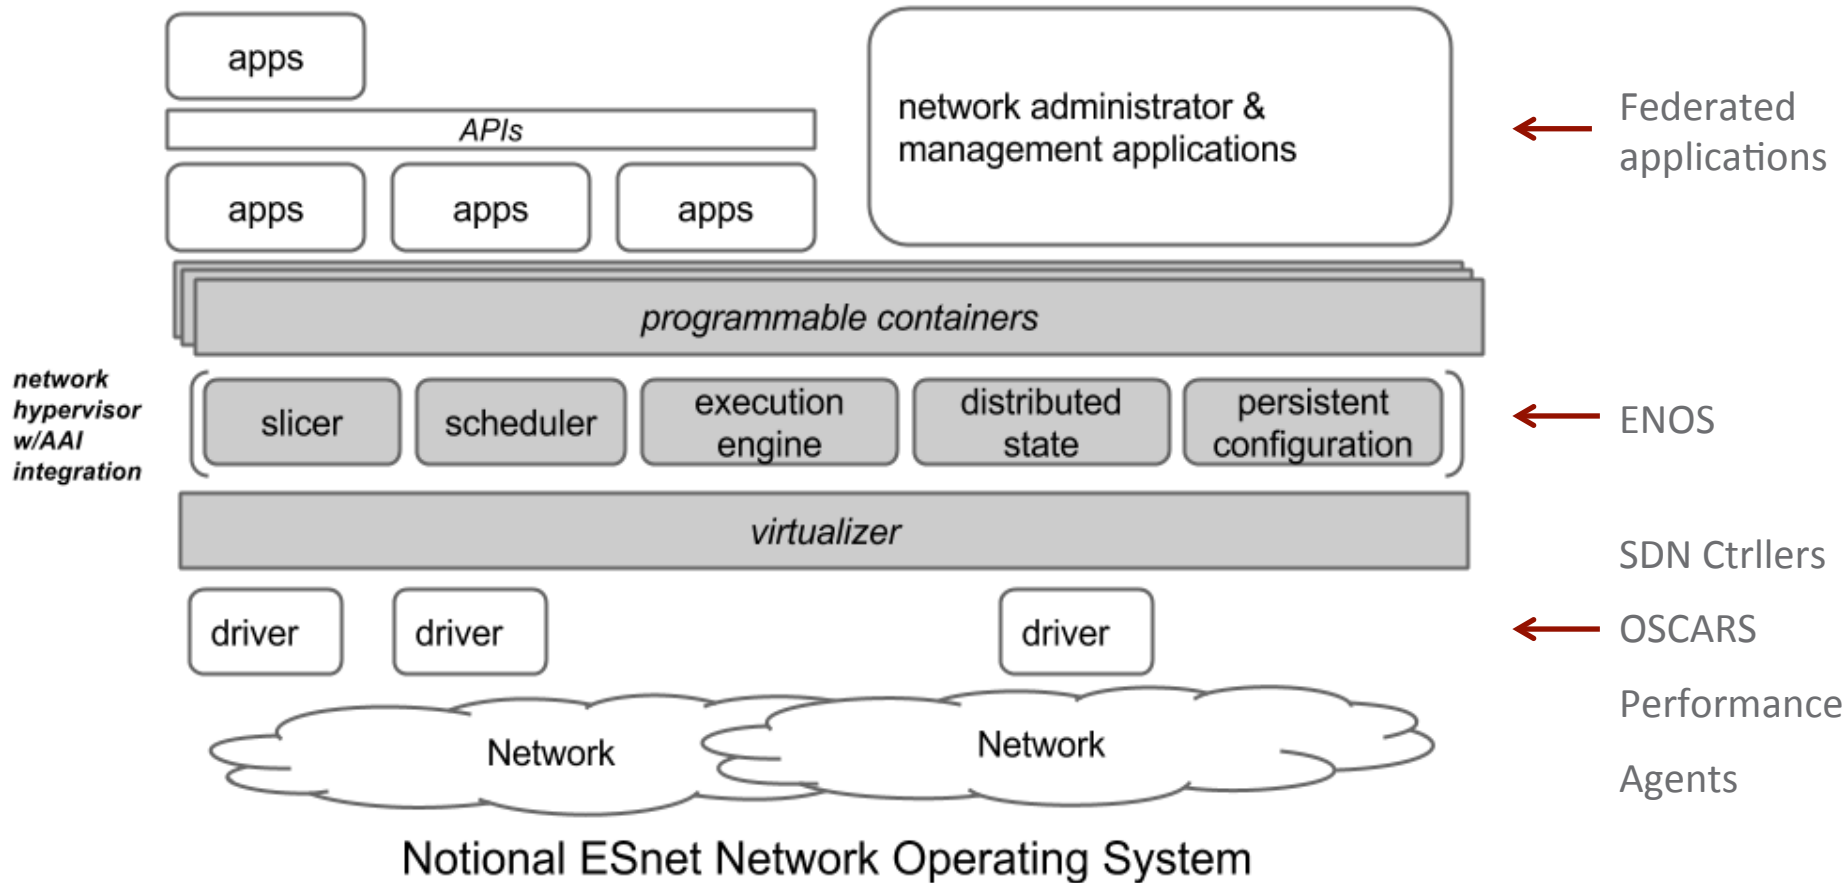 apps
APIs
apps
apps
apps
network administrator &
management applications
Federated
applications
programmable containers
network
hypervisor
w/AAI
integration
slicer
scheduler
execution
engine
distributed
state
persistent
configuration
ENOS
virtualizer
SDN Ctrllers
driver
driver
driver
OSCARS
Network
Network
Performance
Agents
Notional ESnet Network Operating System